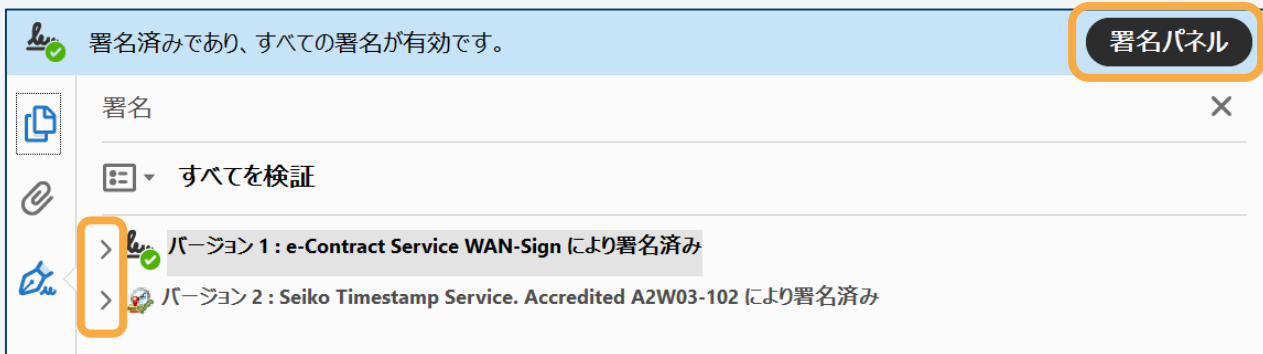 署名済みであり、すべての署名が有効です。
署名パネル
署名
すべてを検証
バージョン 1 : e-Contract Service WAN-Sign により署名済み
バージョン 2 : Seiko Timestamp Service. Accredited A2W03-102 により署名済み